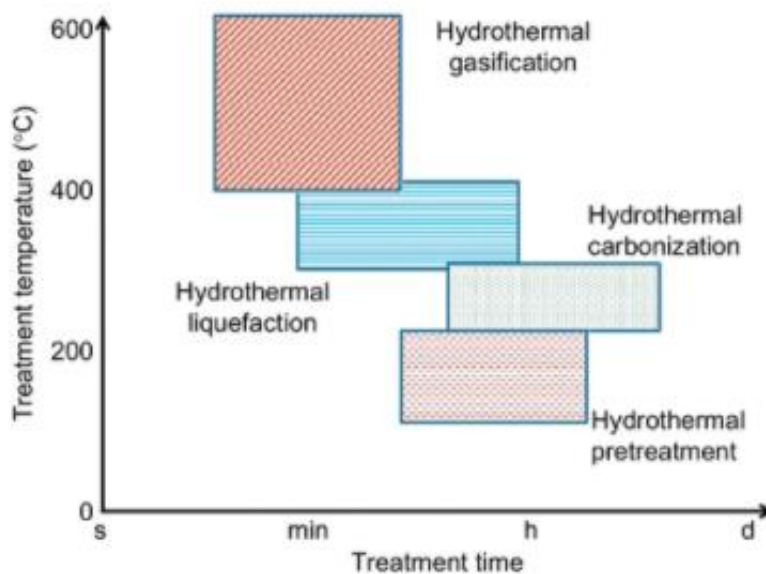 600
Hydrothermal
gasification
Treatment temperature (°C)
400
Hydrothermal
carbonization
Hydrothermal
liquefaction
200
Hydrothermal
pretreatment
0
s min h d
Treatment time